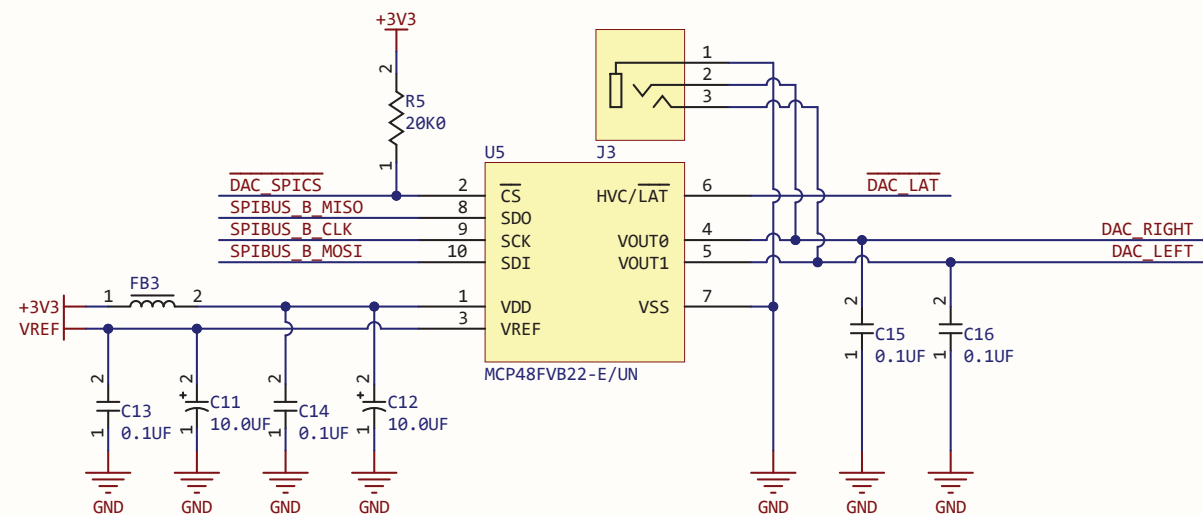 +3V3
2
R5
20K0
1
1
2
3
J3
U5
DAC_SPICS
SPIBUS_B_MISO
SPIBUS_B_CLK
SPIBUS_B_MOSI
2
8
9
10
CS
SDO
SCK
SDI
HVC/LAT
6
DAC_LAT
VOUT0
4
DAC_RIGHT
VOUT1
5
DAC_LEFT
FB3
+3V3
1
2
1
VDD
VREF
3
VREF
VSS
7
MCP48FVB22-E/UN
2
C13
0.1UF
1
2
+
C11
10.0UF
1
2
C14
0.1UF
1
2
+
C12
10.0UF
1
2
C15
0.1UF
1
2
C16
0.1UF
1
GND
GND
GND
GND
GND
GND
GND